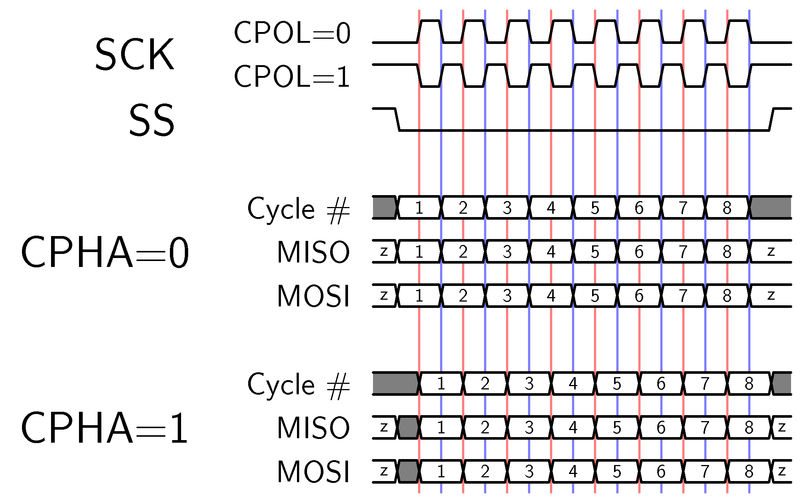 SCK
CPOL=0
CPOL=1
SS
CPHA=0
Cycle # 1 2 3 4 5 6 7 8
MISO z 1 2 3 4 5 6 7 8 z
MOSI z 1 2 3 4 5 6 7 8 z
CPHA=1
Cycle # 1 2 3 4 5 6 7 8
MISO z 1 2 3 4 5 6 7 8 z
MOSI z 1 2 3 4 5 6 7 8 z